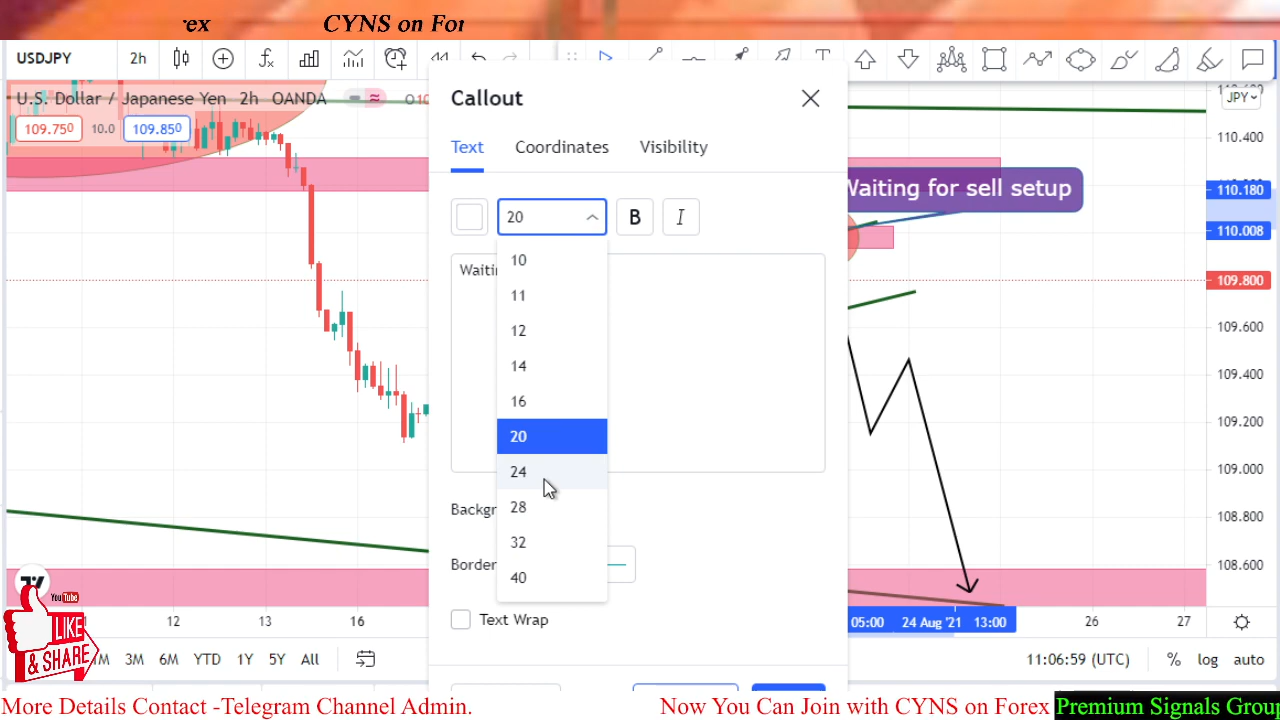 CYNS on For
USDJPY
2h
U.S. Dollar / Japanese Yen 2h OANDA
109.750
10.0
109.850
Callout
Text
Coordinates
Visibility
20
B
I
10
11
12
14
16
20
24
28
32
40
Text Wrap
Waiting for sell setup
JPY
110.400
110.180
110.008
109.800
109.600
109.400
109.200
109.000
108.800
108.600
12
13
16
05:00
24 Aug '21
13:00
26
27
3M
6M
YTD
1Y
5Y
All
11:06:59 (UTC)
%
log
auto
YouTube
LIKE
& SHARE
More Details Contact -Telegram Channel Admin.
Now You Can Join with CYNS on Forex
Premium Signals Group